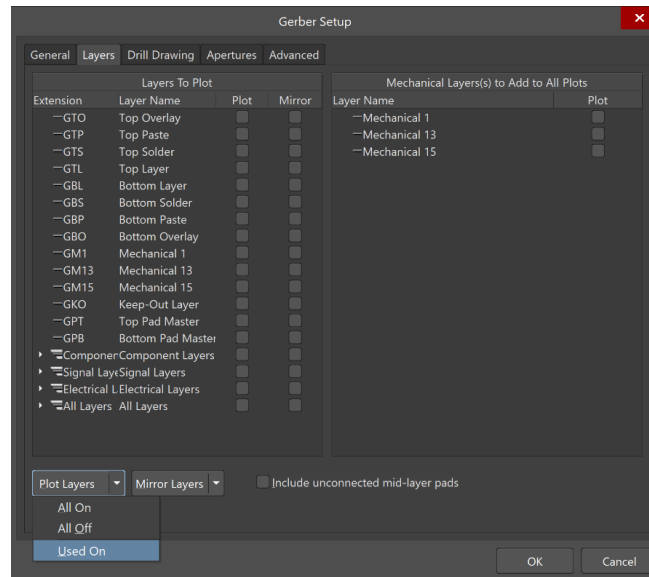 Gerber Setup
General Layers Drill Drawing Apertures Advanced
Layers To Plot
Extension Layer Name Plot Mirror
GTO Top Overlay
GTP Top Paste
GTS Top Solder
GTL Top Layer
GBL Bottom Layer
GBS Bottom Solder
GBP Bottom Paste
GBO Bottom Overlay
GM1 Mechanical 1
GM13 Mechanical 13
GM15 Mechanical 15
GKO Keep-Out Layer
GPT Top Pad Master
GPB Bottom Pad Master
Componer Component Layers
Signal Laye Signal Layers
Electrical L Electrical Layers
All Layers All Layers
Mechanical Layers(s) to Add to All Plots
Layer Name Plot
Mechanical 1
Mechanical 13
Mechanical 15
Plot Layers Mirror Layers Include unconnected mid-layer pads
All On
All Off
Used On
OK Cancel